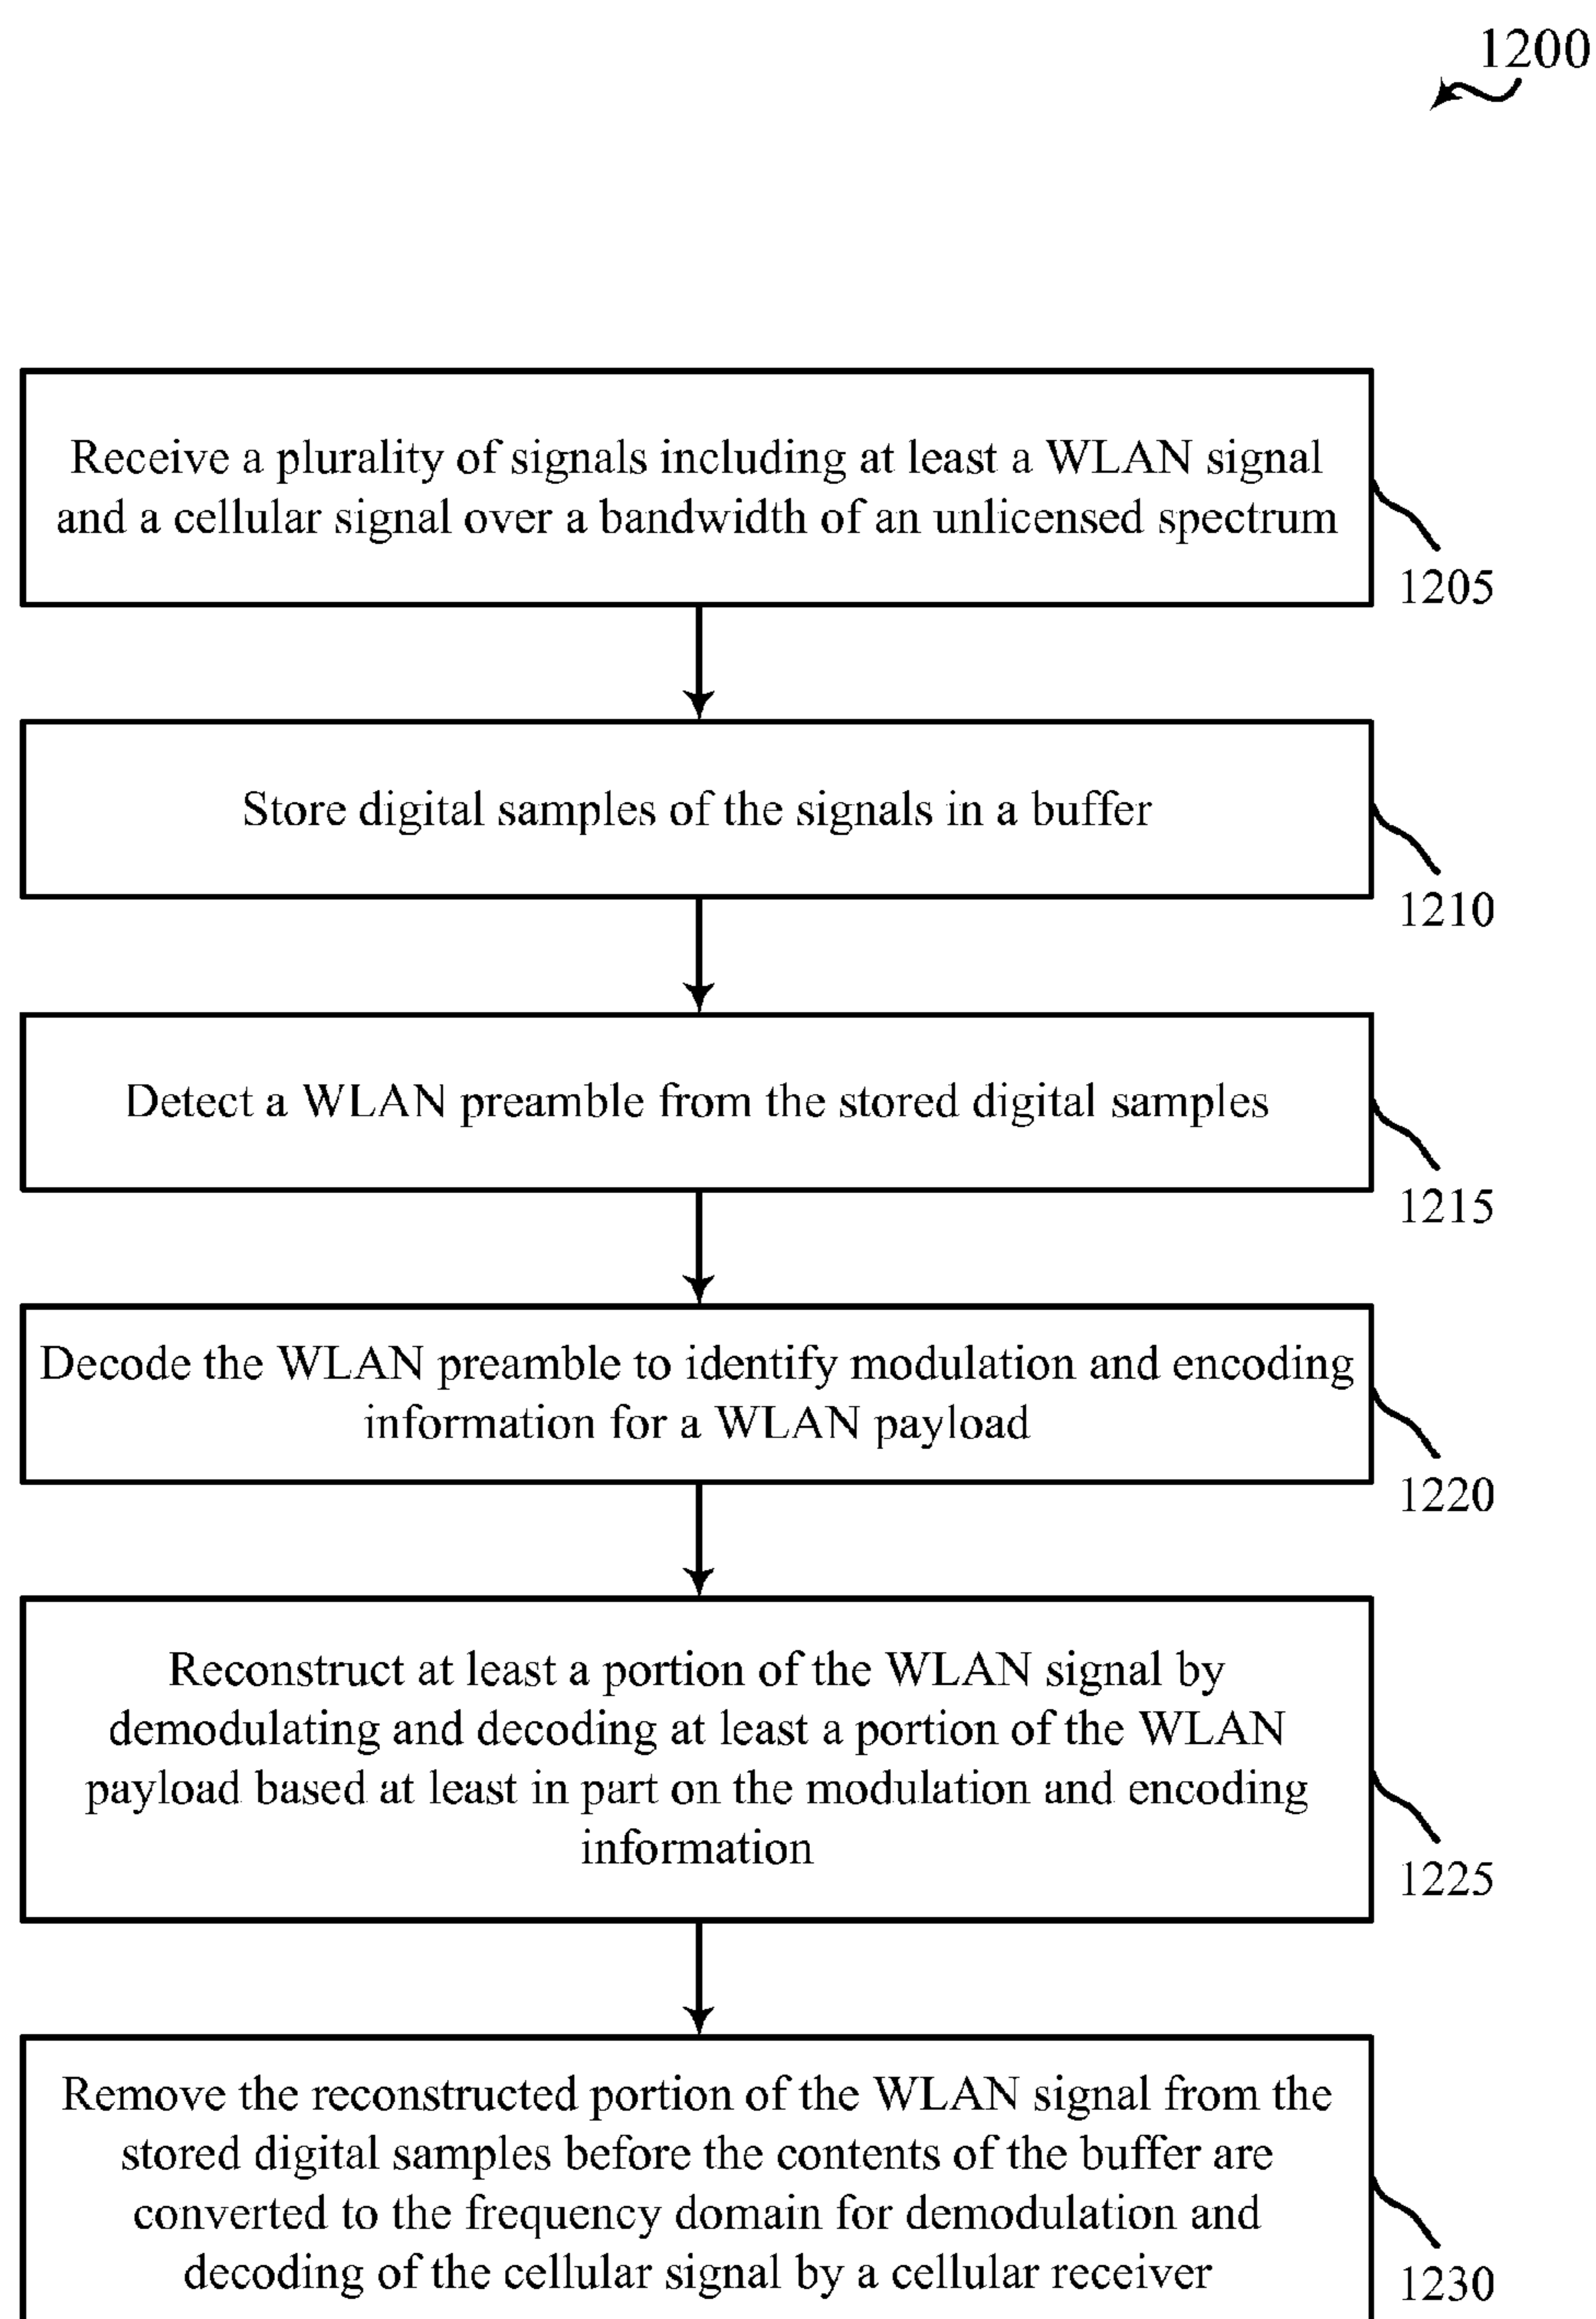 1200
Receive a plurality of signals including at least a WLAN signal
and a cellular signal over a bandwidth of an unlicensed spectrum
1205
Store digital samples of the signals in a buffer
1210
Detect a WLAN preamble from the stored digital samples
1215
Decode the WLAN preamble to identify modulation and encoding
information for a WLAN payload
1220
Reconstruct at least a portion of the WLAN signal by
demodulating and decoding at least a portion of the WLAN
payload based at least in part on the modulation and encoding
information
1225
Remove the reconstructed portion of the WLAN signal from the
stored digital samples before the contents of the buffer are
converted to the frequency domain for demodulation and
decoding of the cellular signal by a cellular receiver
1230